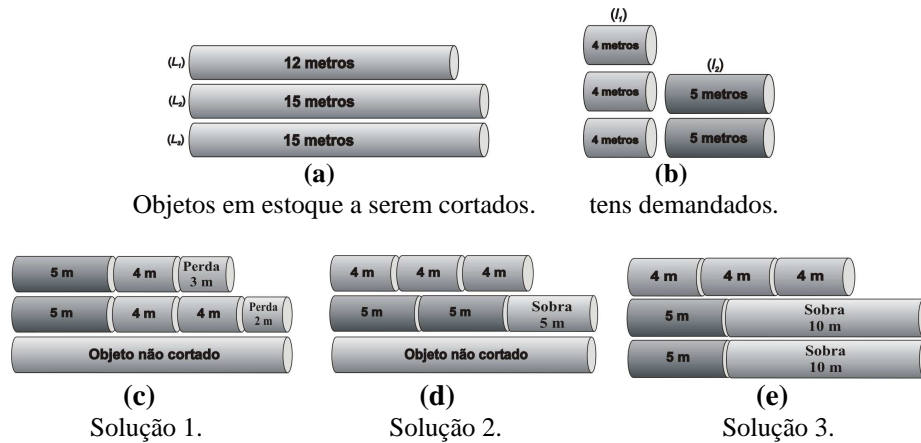 (l₁)
4 metros
(L₁) 12 metros
(l₂)
(L₂) 15 metros
4 metros 5 metros
(L₃) 15 metros
4 metros 5 metros
(a) (b)
Objetos em estoque a serem cortados. tens demandados.
5 m 4 m Perda 3 m
5 m 4 m 4 m Perda 2 m
Objeto não cortado
(c)
Solução 1.
4 m 4 m 4 m
5 m 5 m Sobra 5 m
Objeto não cortado
(d)
Solução 2.
4 m 4 m 4 m
5 m Sobra 10 m
5 m Sobra 10 m
(e)
Solução 3.